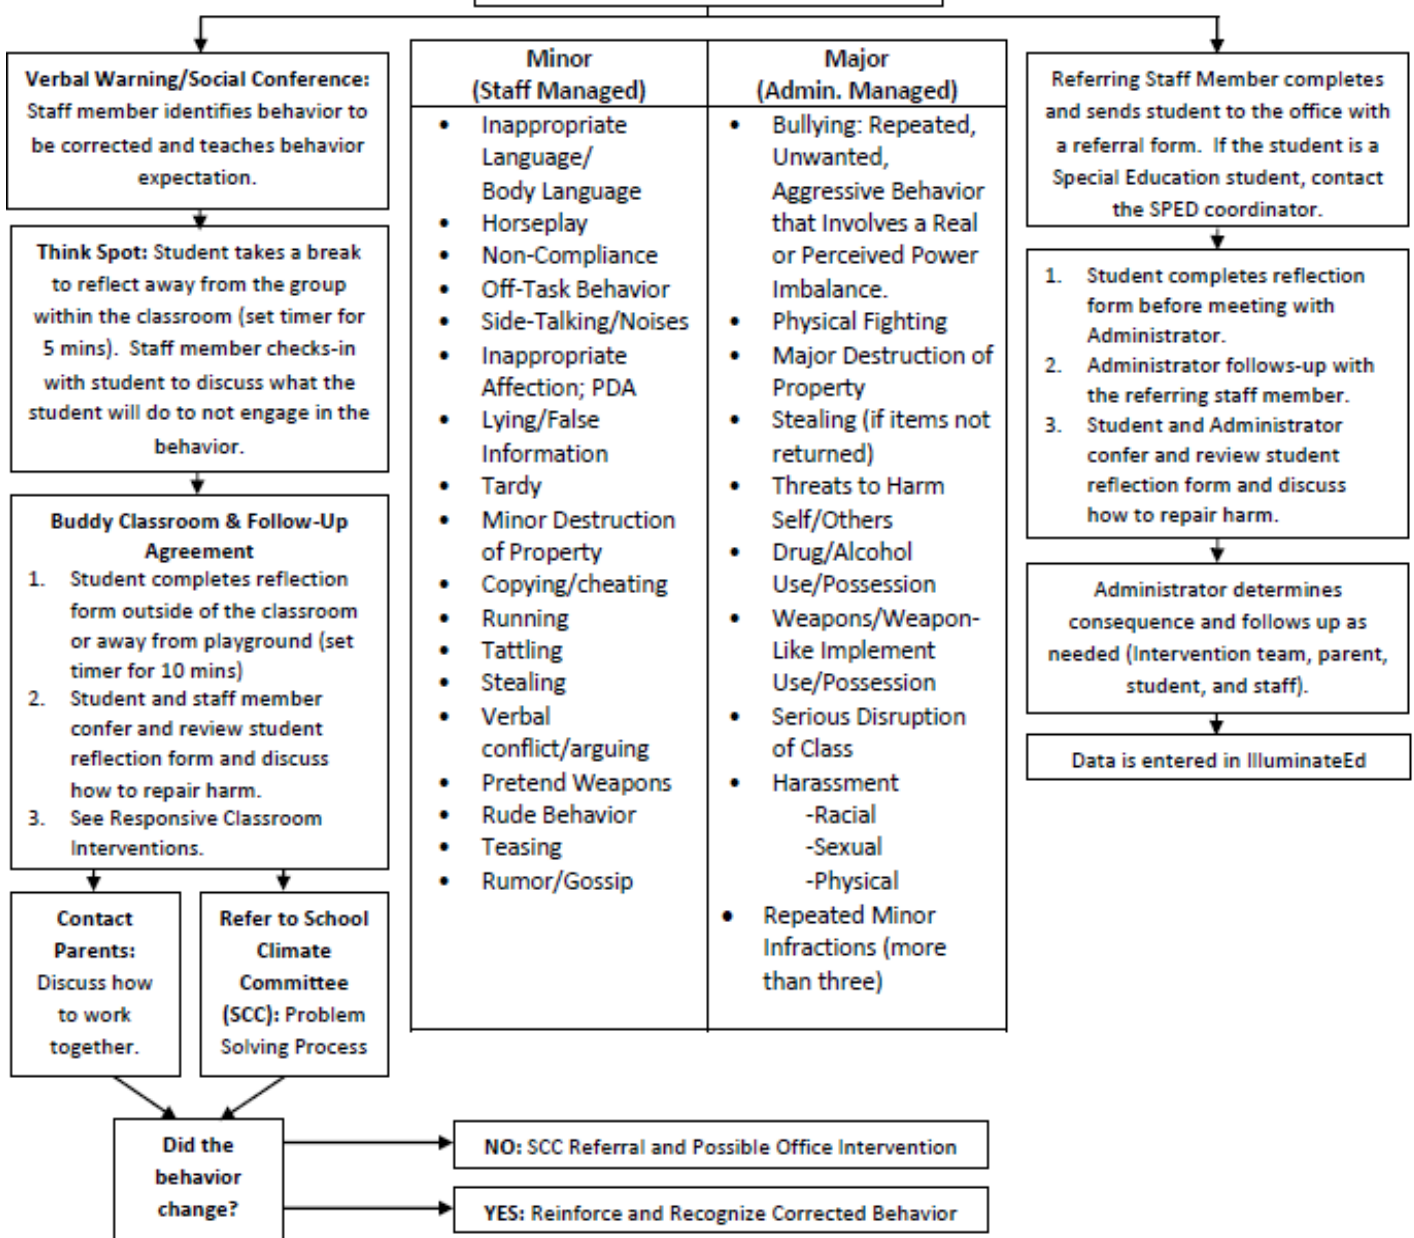 Verbal Warning/Social Conference:
Staff member identifies behavior to
be corrected and teaches behavior
expectation.
Think Spot: Student takes a break
to reflect away from the group
within the classroom (set timer for
5 mins).  Staff member checks-in
with student to discuss what the
student will do to not engage in the
behavior.
Buddy Classroom & Follow-Up
Agreement
1. Student completes reflection
form outside of the classroom
or away from playground (set
timer for 10 mins)
2. Student and staff member
confer and review student
reflection form and discuss
how to repair harm.
3. See Responsive Classroom
Interventions.
Contact
Parents:
Discuss how
to work
together.
Refer to School
Climate
Committee
(SCC): Problem
Solving Process
Minor
(Staff Managed)
• Inappropriate
Language/
Body Language
• Horseplay
• Non-Compliance
• Off-Task Behavior
• Side-Talking/Noises
• Inappropriate
Affection; PDA
• Lying/False
Information
• Tardy
• Minor Destruction
of Property
• Copying/cheating
• Running
• Tattling
• Stealing
• Verbal
conflict/arguing
• Pretend Weapons
• Rude Behavior
• Teasing
• Rumor/Gossip
Major
(Admin. Managed)
• Bullying: Repeated,
Unwanted,
Aggressive Behavior
that Involves a Real
or Perceived Power
Imbalance.
• Physical Fighting
• Major Destruction of
Property
• Stealing (if items not
returned)
• Threats to Harm
Self/Others
• Drug/Alcohol
Use/Possession
• Weapons/Weapon-
Like Implement
Use/Possession
• Serious Disruption
of Class
• Harassment
-Racial
-Sexual
-Physical
• Repeated Minor
Infractions (more
than three)
Referring Staff Member completes
and sends student to the office with
a referral form.  If the student is a
Special Education student, contact
the SPED coordinator.
1. Student completes reflection
form before meeting with
Administrator.
2. Administrator follows-up with
the referring staff member.
3. Student and Administrator
confer and review student
reflection form and discuss
how to repair harm.
Administrator determines
consequence and follows up as
needed (Intervention team, parent,
student, and staff).
Data is entered in IlluminateEd
Did the
behavior
change?
NO: SCC Referral and Possible Office Intervention
YES: Reinforce and Recognize Corrected Behavior